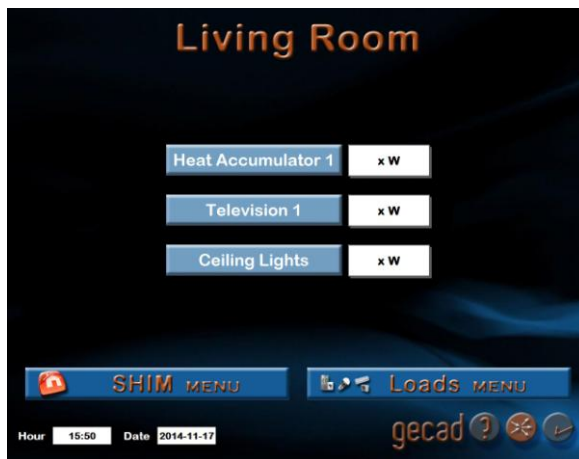 Living Room
Heat Accumulator 1 x W
Television 1 x W
Ceiling Lights x W
SHIM MENU Loads MENU
gecad ?
Hour 15:50 Date 2014-11-17